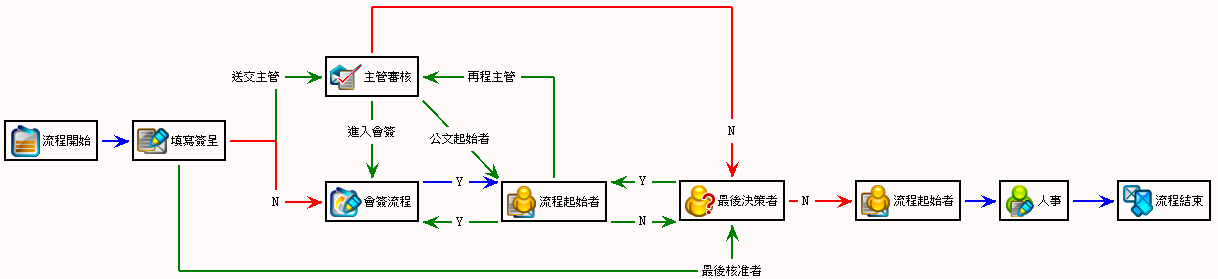 N
送交主管
主管審核
再程主管
進入會簽
公文起始者
流程開始
填寫簽呈
Y
Y
N
會簽流程
流程起始者
最後決策者
N
流程起始者
人事
流程結束
Y
N
最後核准者